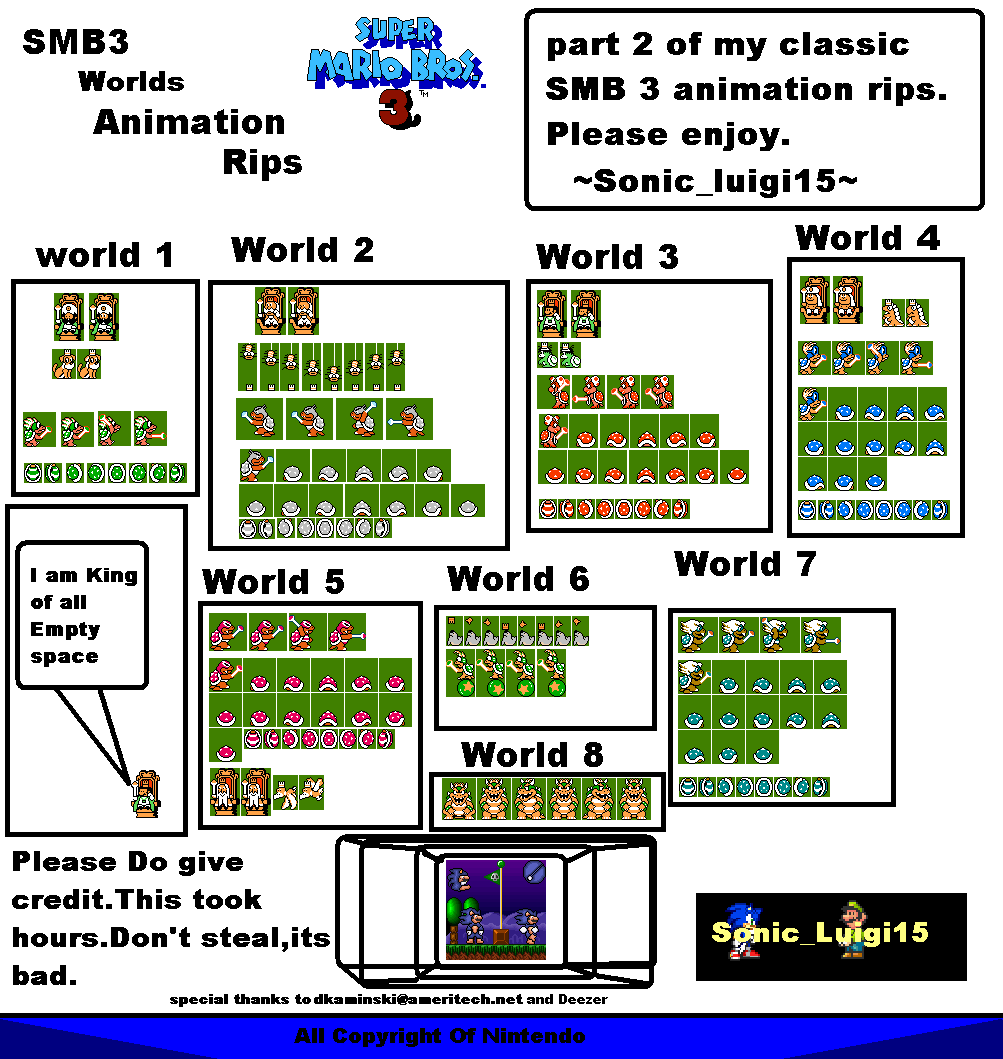 SMB3
Worlds
Animation
Rips
SUPER
MARIO BROS.
3
TM
part 2 of my classic
SMB 3 animation rips.
Please enjoy.
~Sonic_luigi15~
world 1
World 2
World 3
World 4
I am King
of all
Empty
space
World 5
World 6
World 7
World 8
Please Do give
credit.This took
hours.Don't steal,its
bad.
Sonic_Luigi15
special thanks to dkaminski@ameritech.net and Deezer
All Copyright Of Nintendo